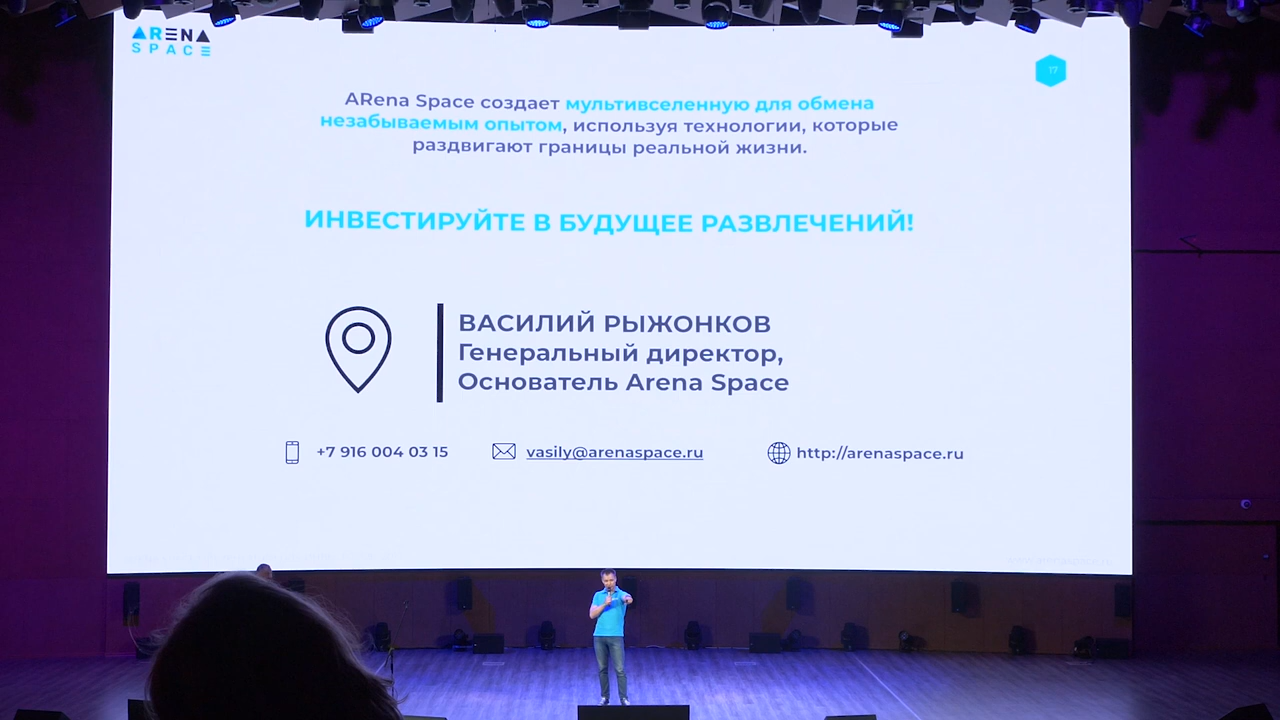 ARENA
SPACE
17
ARena Space создает мультивселенную для обмена
незабываемым опытом, используя технологии, которые
раздвигают границы реальной жизни.
ИНВЕСТИРУЙТЕ В БУДУЩЕЕ РАЗВЛЕЧЕНИЙ!
ВАСИЛИЙ РЫЖОНКОВ
Генеральный директор,
Основатель Arena Space
+7 916 004 03 15
vasily@arenaspace.ru
http://arenaspace.ru